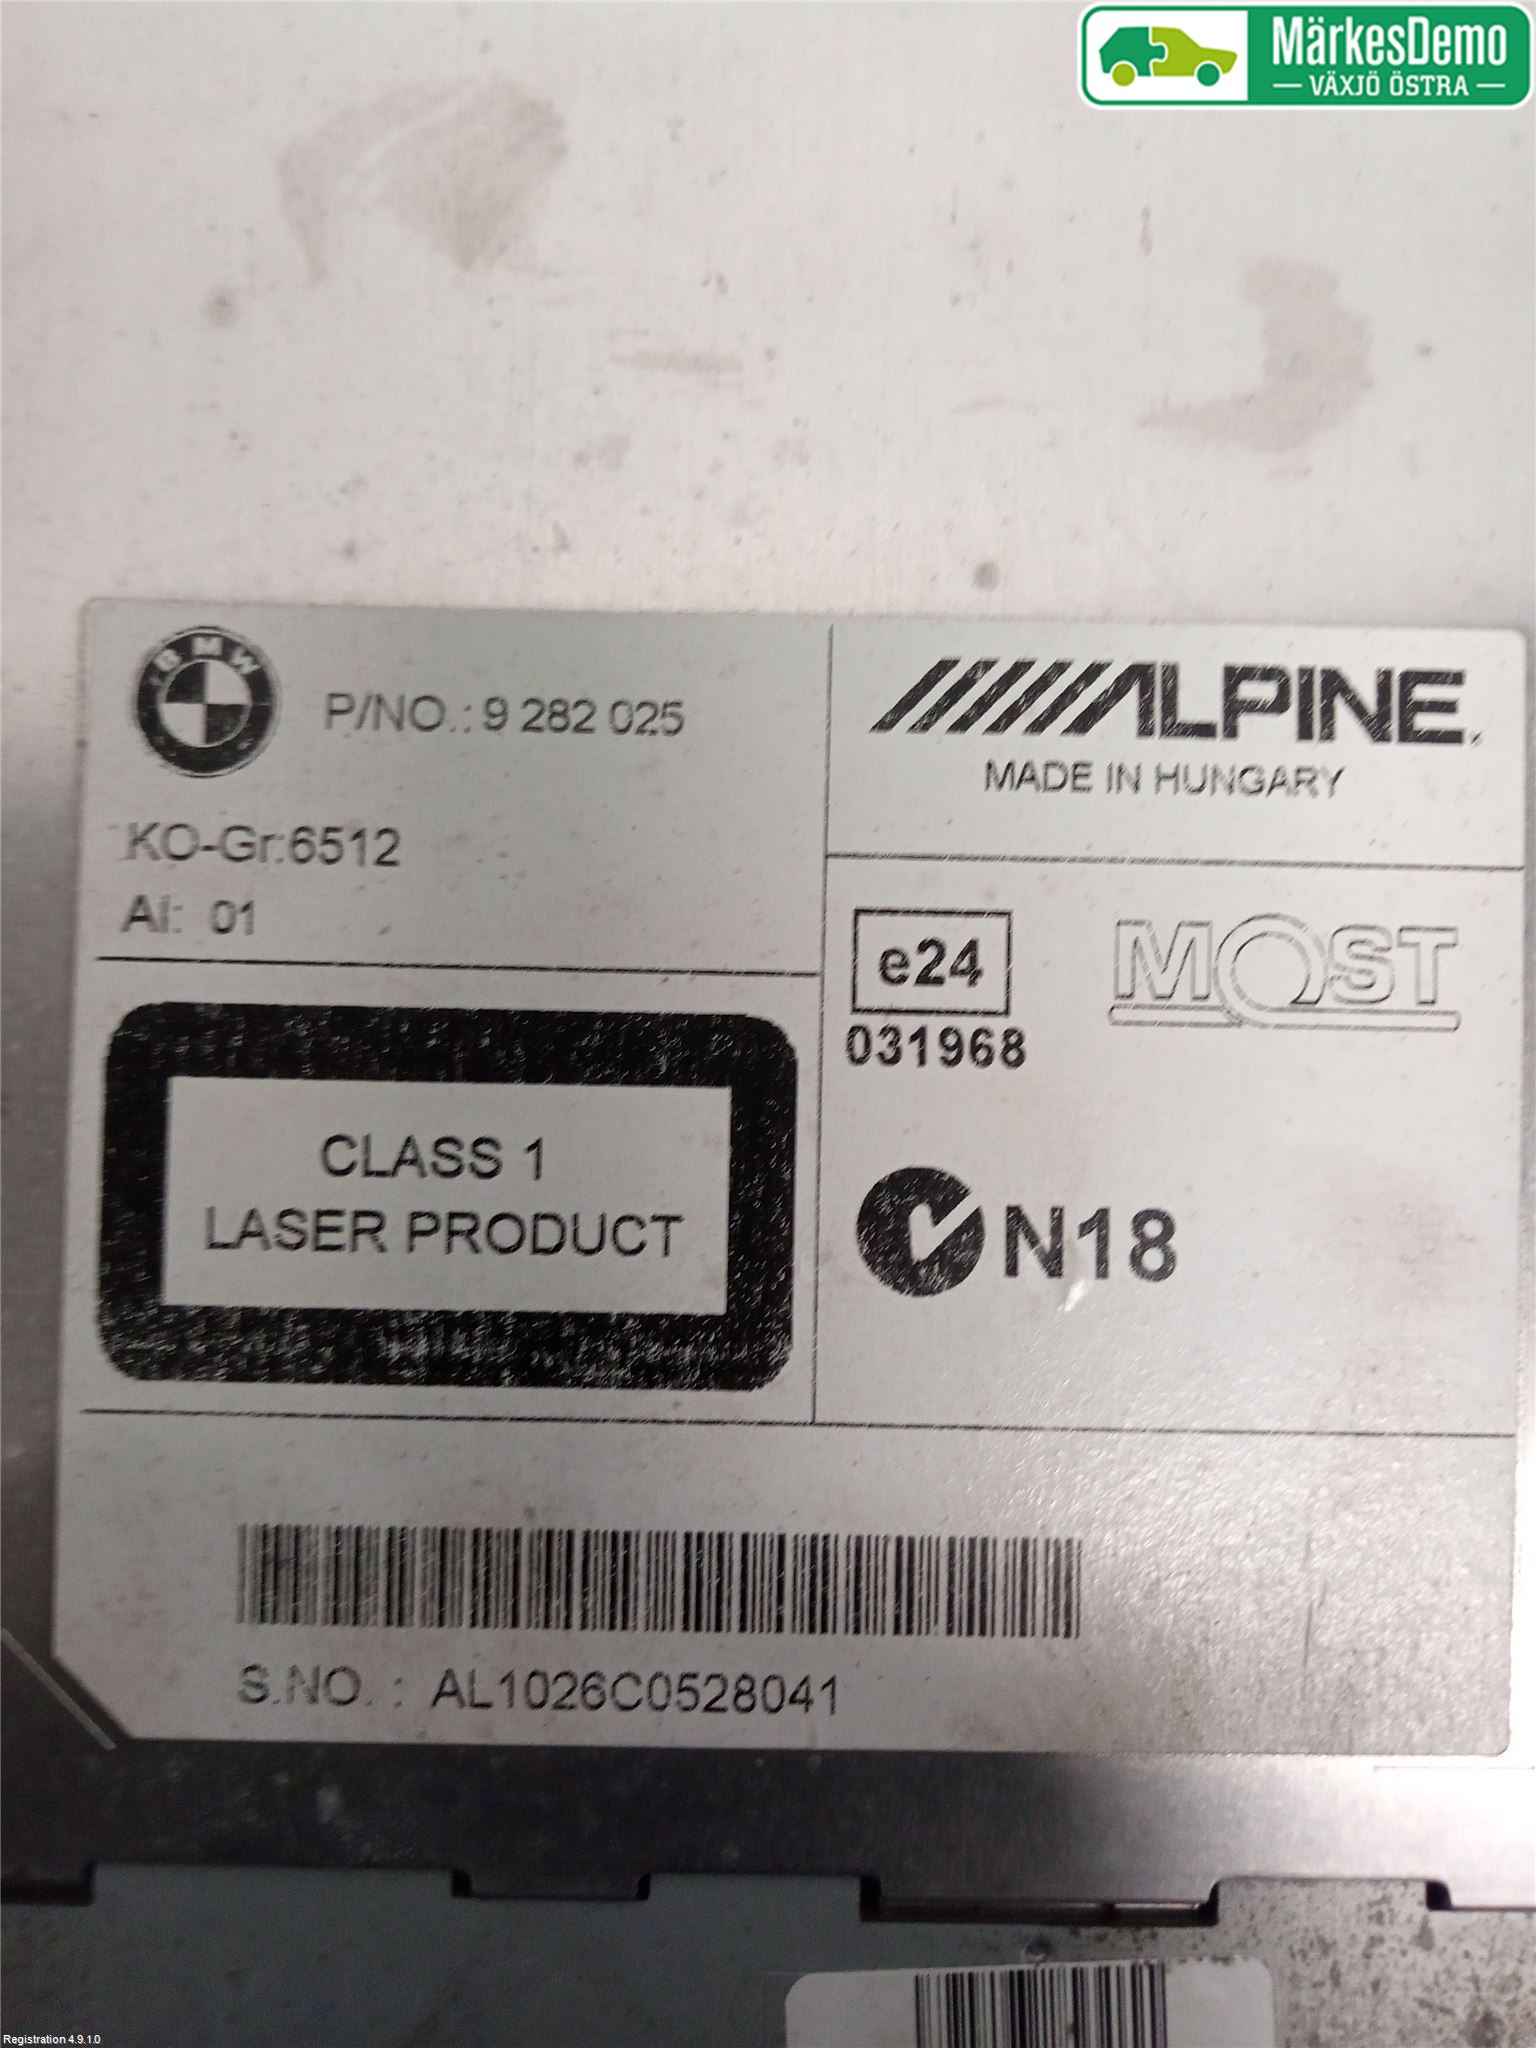 MärkesDemo
VÄXJÖ ÖSTRA
BMW
P/NO.: 9 282 025
KO-Gr:6512
AI: 01
ALPINE
MADE IN HUNGARY
e24
031968
MOST
N18
CLASS 1
LASER PRODUCT
S.NO. : AL1026C0528041
Registration 4.9.1.0